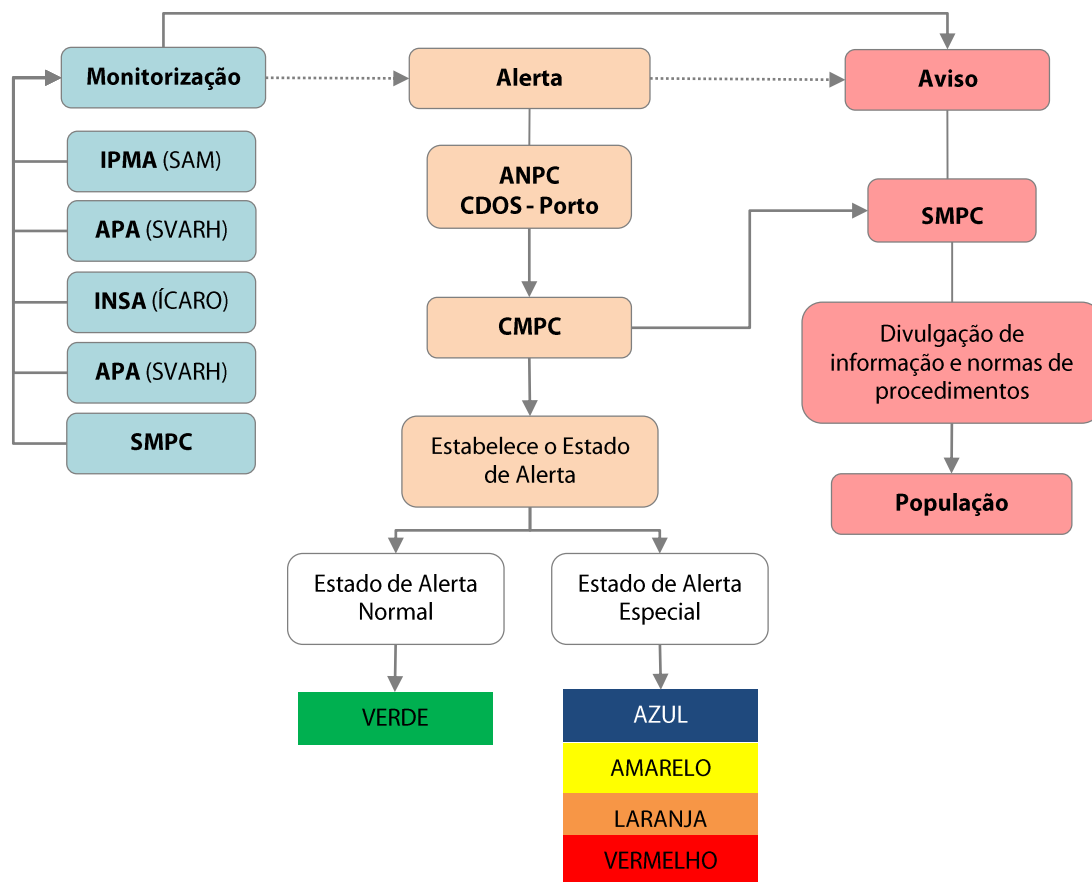 Monitorização
Alerta
Aviso
IPMA (SAM)
APA (SVARH)
INSA (ÍCARO)
APA (SVARH)
SMPC
ANPC
CDOS - Porto
CMPC
Estabelece o Estado
de Alerta
Estado de Alerta
Normal
Estado de Alerta
Especial
VERDE
AZUL
AMARELO
LARANJA
VERMELHO
SMPC
Divulgação de
informação e normas de
procedimentos
População